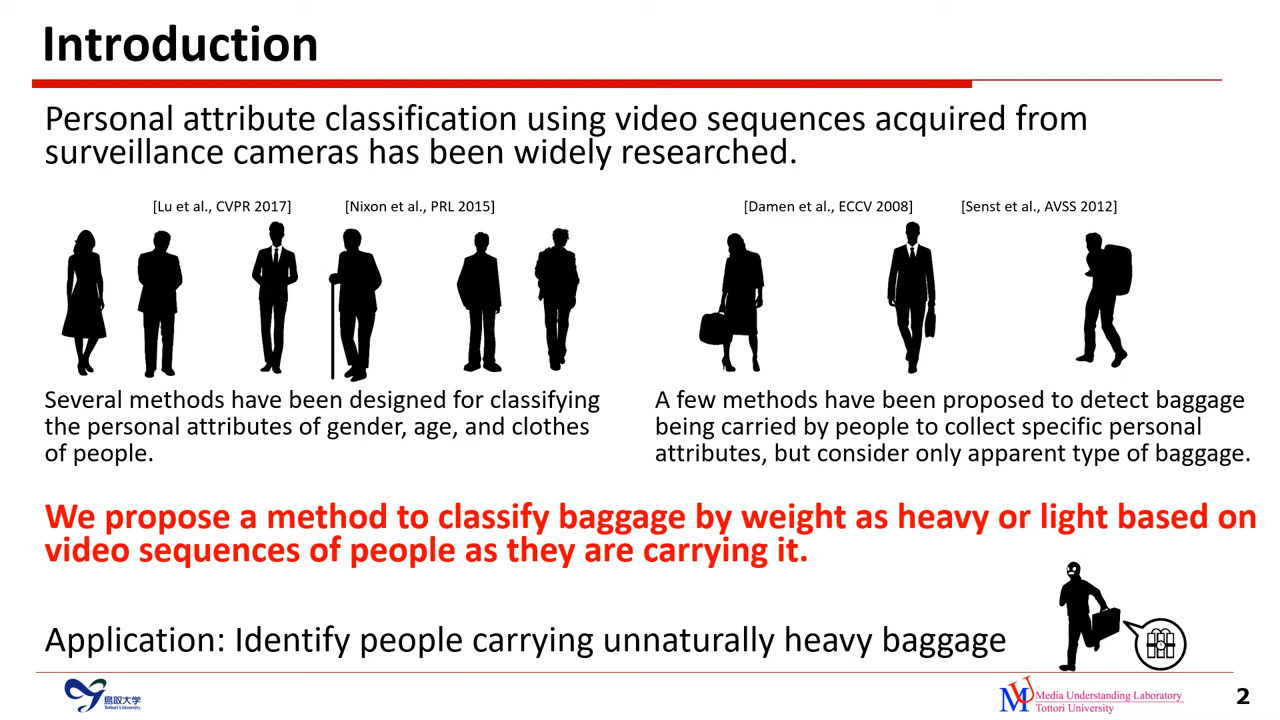 Introduction
Personal attribute classification using video sequences acquired from
surveillance cameras has been widely researched.
[Lu et al., CVPR 2017]
[Nixon et al., PRL 2015]
[Damen et al., ECCV 2008]
[Senst et al., AVSS 2012]
Several methods have been designed for classifying
the personal attributes of gender, age, and clothes
of people.
A few methods have been proposed to detect baggage
being carried by people to collect specific personal
attributes, but consider only apparent type of baggage.
We propose a method to classify baggage by weight as heavy or light based on
video sequences of people as they are carrying it.
Application: Identify people carrying unnaturally heavy baggage
鳥取大学
Tottori University
MU
Media Understanding Laboratory
Tottori University
2